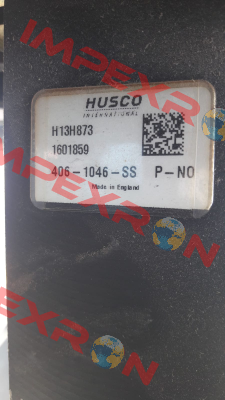 IMPEXRON
HUSCO
INTERNATIONAL
H13H873
1601859
406-1046-SS P-NO
Made in England
IMPEXRON
IMPEXRON